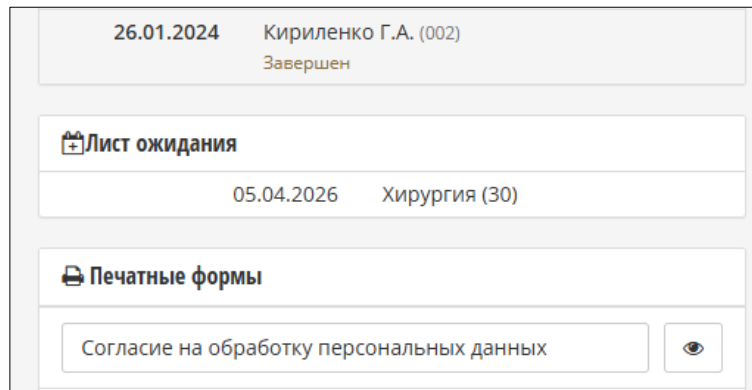 26.01.2024 Кириленко Г.А. (002)
Завершен
Лист ожидания
05.04.2026 Хирургия (30)
Печатные формы
Согласие на обработку персональных данных